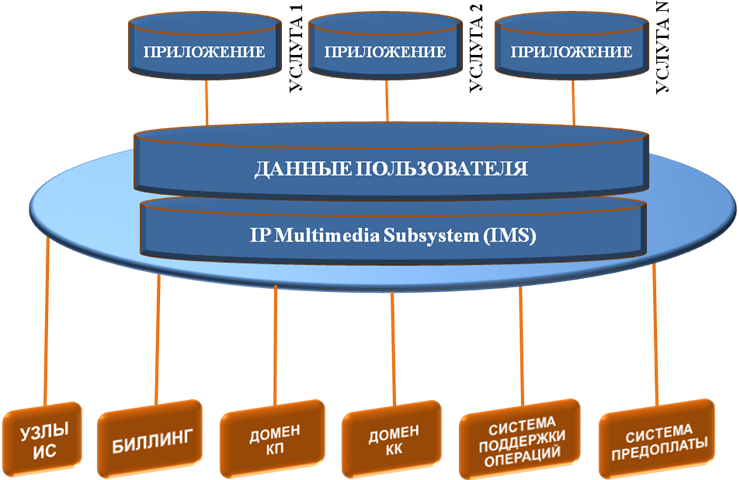 ПРИЛОЖЕНИЕ
УСЛУГА 1
ПРИЛОЖЕНИЕ
УСЛУГА 2
ПРИЛОЖЕНИЕ
УСЛУГА N
ДАННЫЕ ПОЛЬЗОВАТЕЛЯ
IP Multimedia Subsystem (IMS)
УЗЛЫ
ИС
БИЛЛИНГ
ДОМЕН
КП
ДОМЕН
КК
СИСТЕМА
ПОДДЕРЖКИ
ОПЕРАЦИЙ
СИСТЕМА
ПРЕДОПЛАТЫ